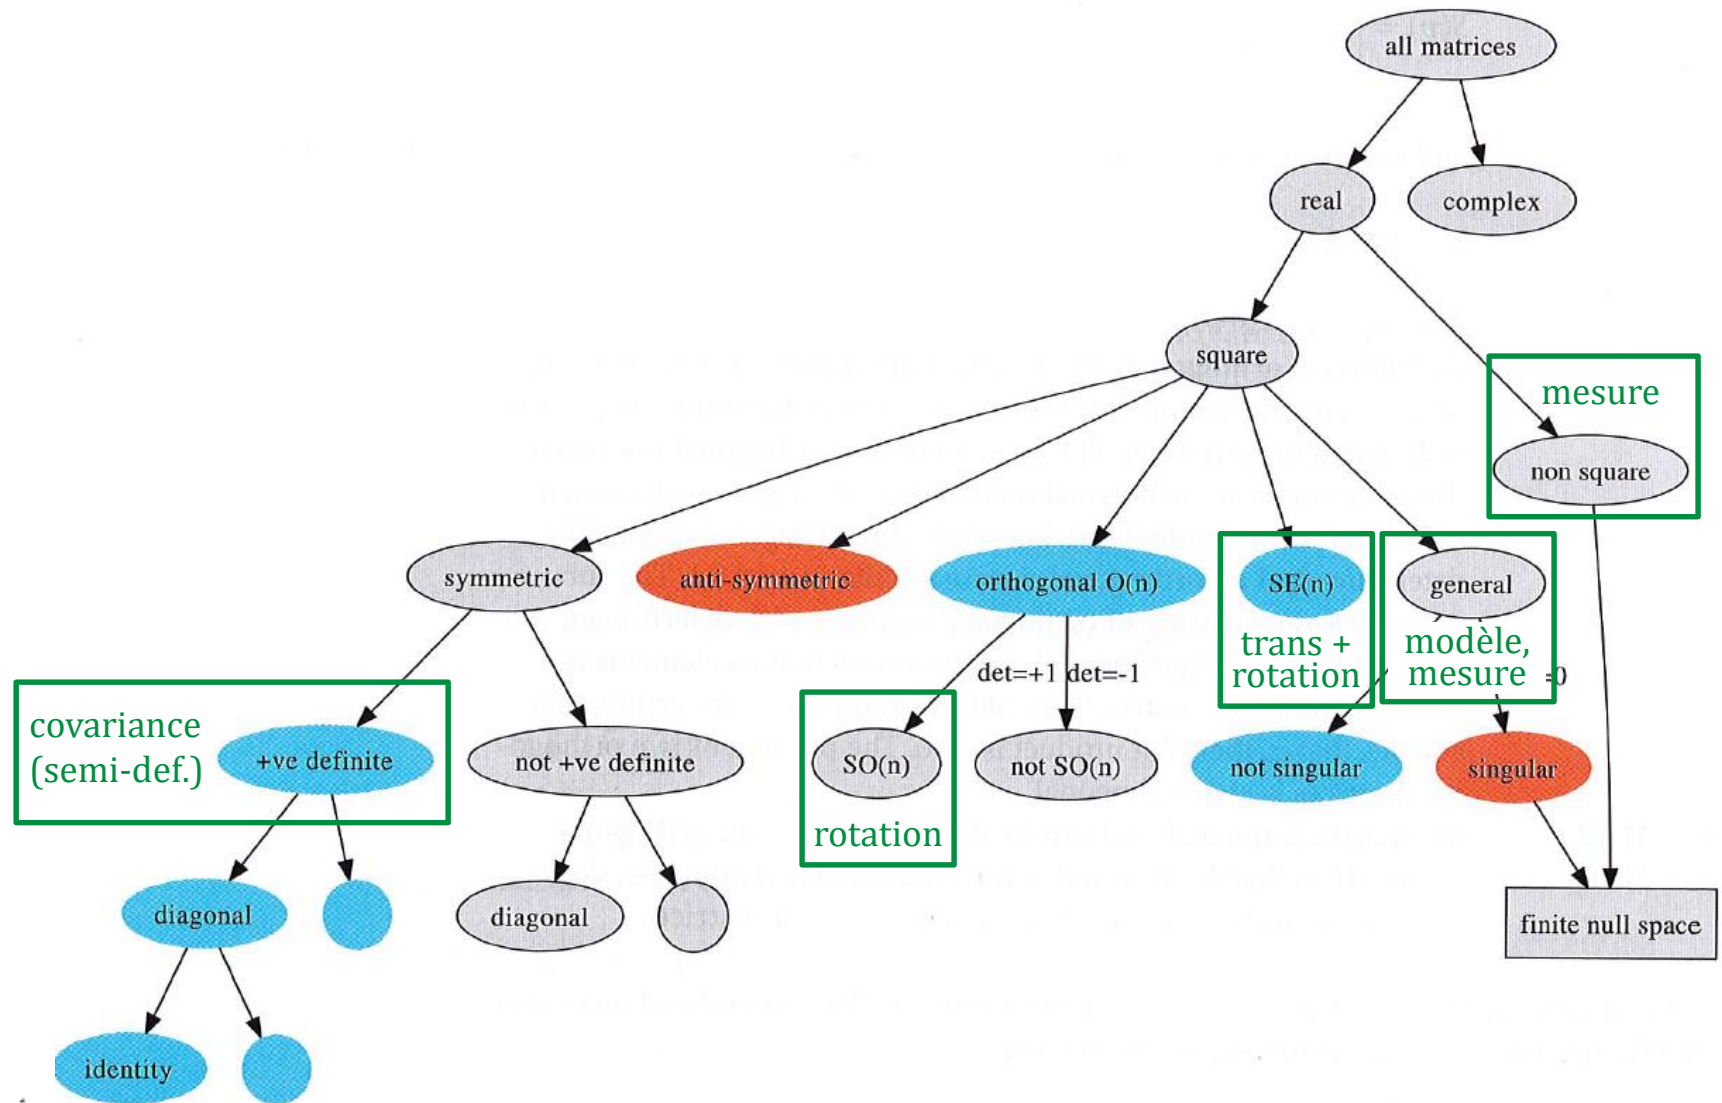 all matrices
real
complex
square
mesure
non square
symmetric
anti-symmetric
orthogonal O(n)
SE(n)
general
trans +
rotation
modèle,
mesure
det=+1
det=-1
=0
covariance
(semi-def.)
+ve definite
not +ve definite
SO(n)
rotation
not SO(n)
not singular
singular
diagonal
diagonal
finite null space
identity